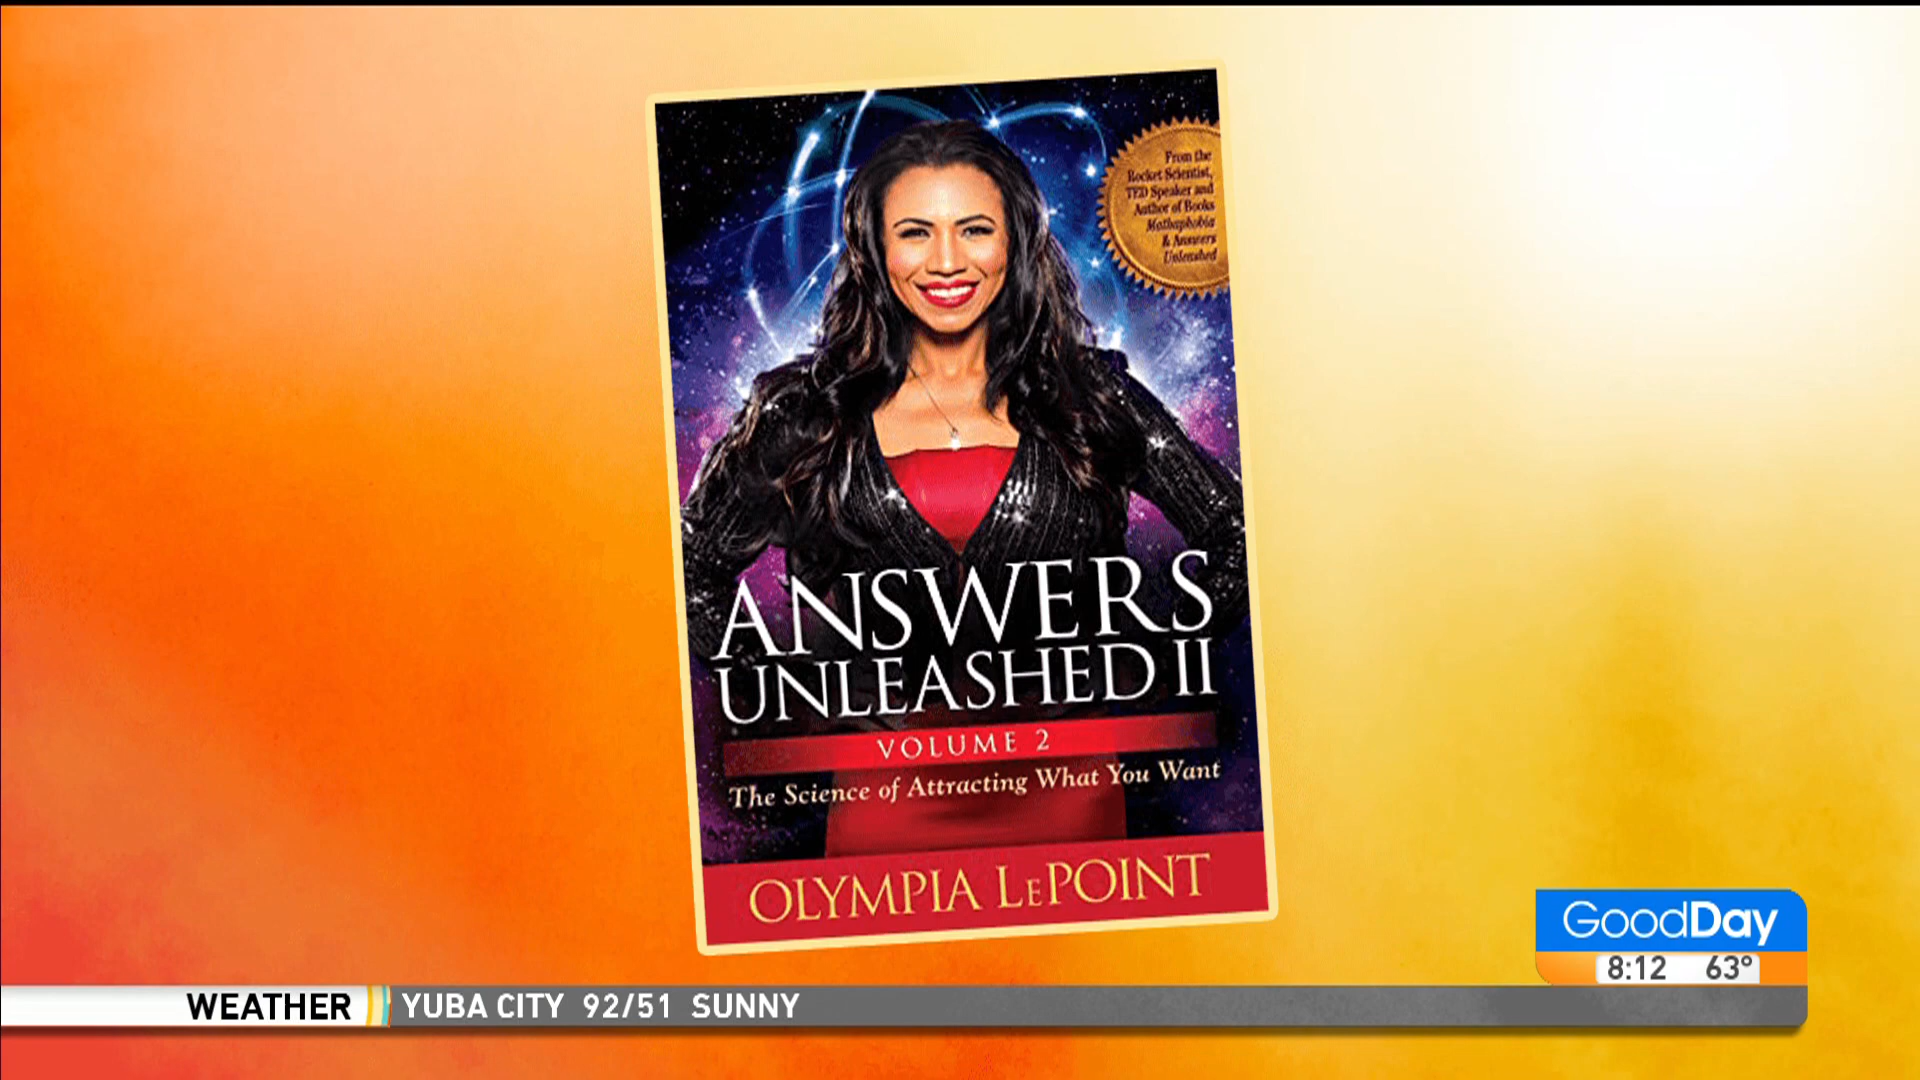 From the
Rocket Scientist,
TED Speaker and
Author of Books
Mathaphobia
& Answers
Unleashed
ANSWERS
UNLEASHED II
VOLUME 2
The Science of Attracting What You Want
OLYMPIA LEPOINT
GoodDay
8:12 63°
WEATHER YUBA CITY 92/51 SUNNY